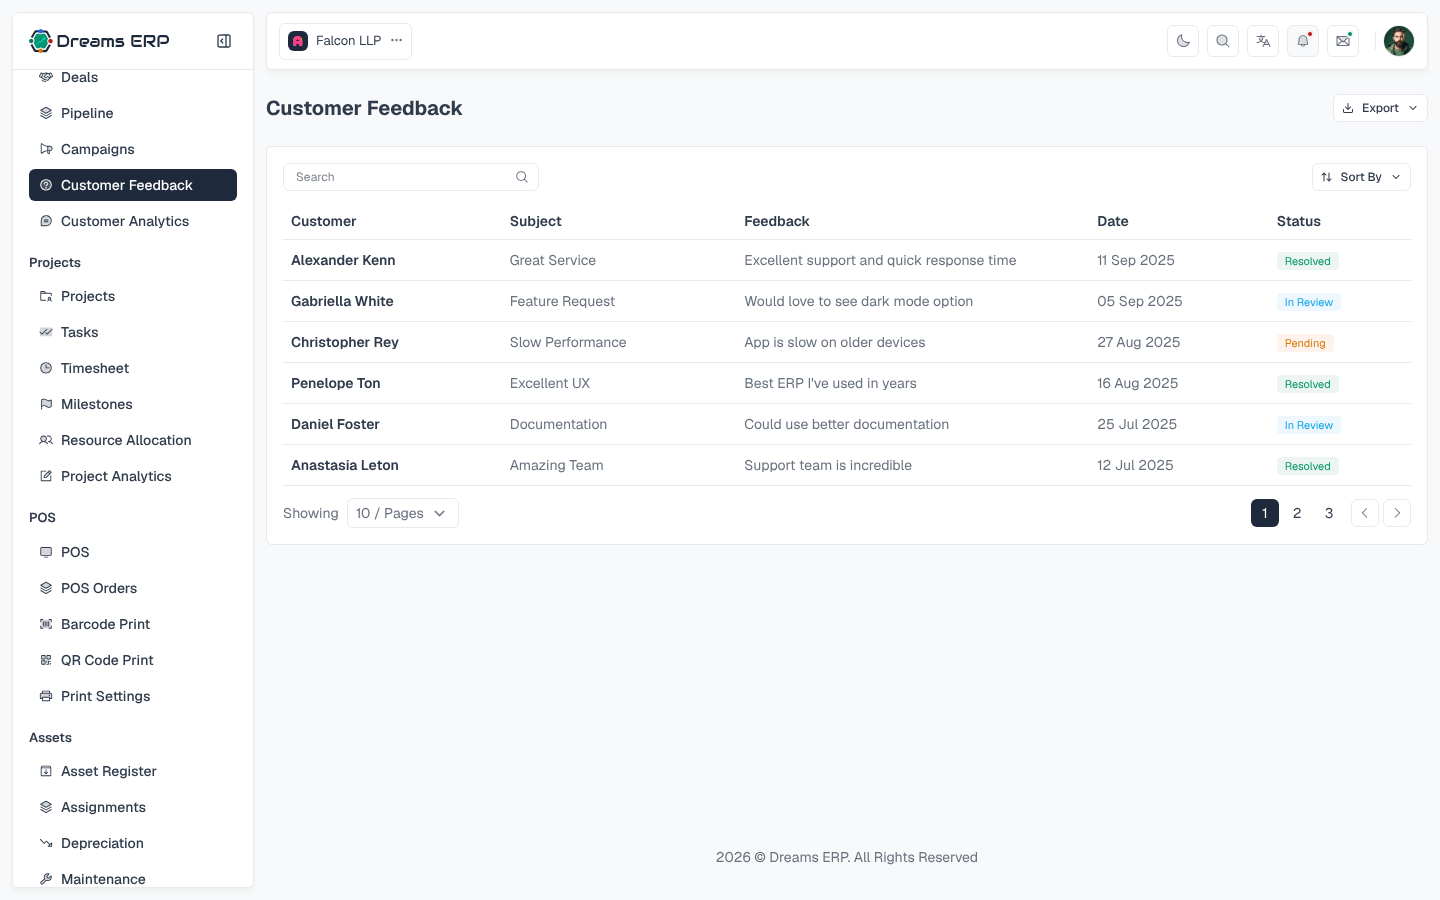 Dreams ERP
Deals
Pipeline
Campaigns
Customer Feedback
Customer Analytics
Projects
Projects
Tasks
Timesheet
Milestones
Resource Allocation
Project Analytics
POS
POS
POS Orders
Barcode Print
QR Code Print
Print Settings
Assets
Asset Register
Assignments
Depreciation
Maintenance
Falcon LLP
Customer Feedback
Export
Search
Sort By
Customer Subject Feedback Date Status
Alexander Kenn Great Service Excellent support and quick response time 11 Sep 2025 Resolved
Gabriella White Feature Request Would love to see dark mode option 05 Sep 2025 In Review
Christopher Rey Slow Performance App is slow on older devices 27 Aug 2025 Pending
Penelope Ton Excellent UX Best ERP I've used in years 16 Aug 2025 Resolved
Daniel Foster Documentation Could use better documentation 25 Jul 2025 In Review
Anastasia Leton Amazing Team Support team is incredible 12 Jul 2025 Resolved
Showing 10 / Pages 1 2 3
2026 © Dreams ERP. All Rights Reserved